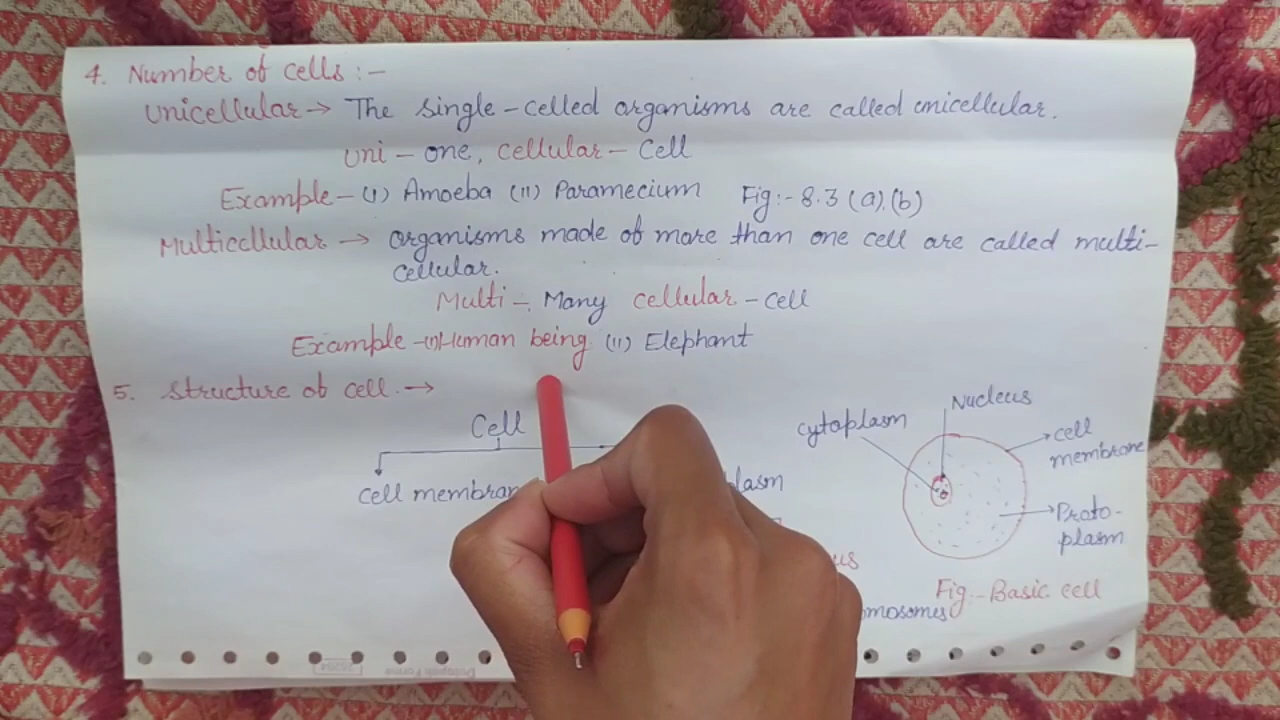 4. Number of cells :-
Unicellular → The single-celled organisms are called unicellular.
Uni - one, cellular - Cell
Example - (I) Amoeba (II) Paramecium Fig:- 8.3 (a), (b)
Multicellular → organisms made of more than one cell are called multi-
cellular.
Multi - Many cellular - cell
Example - (I) Human being (II) Elephant
5. Structure of cell. →
Cell
cell membran
plasm
us
omosomes
Nucleus
cytoplasm
cell
membrane
Proto-
plasm
Fig.- Basic cell